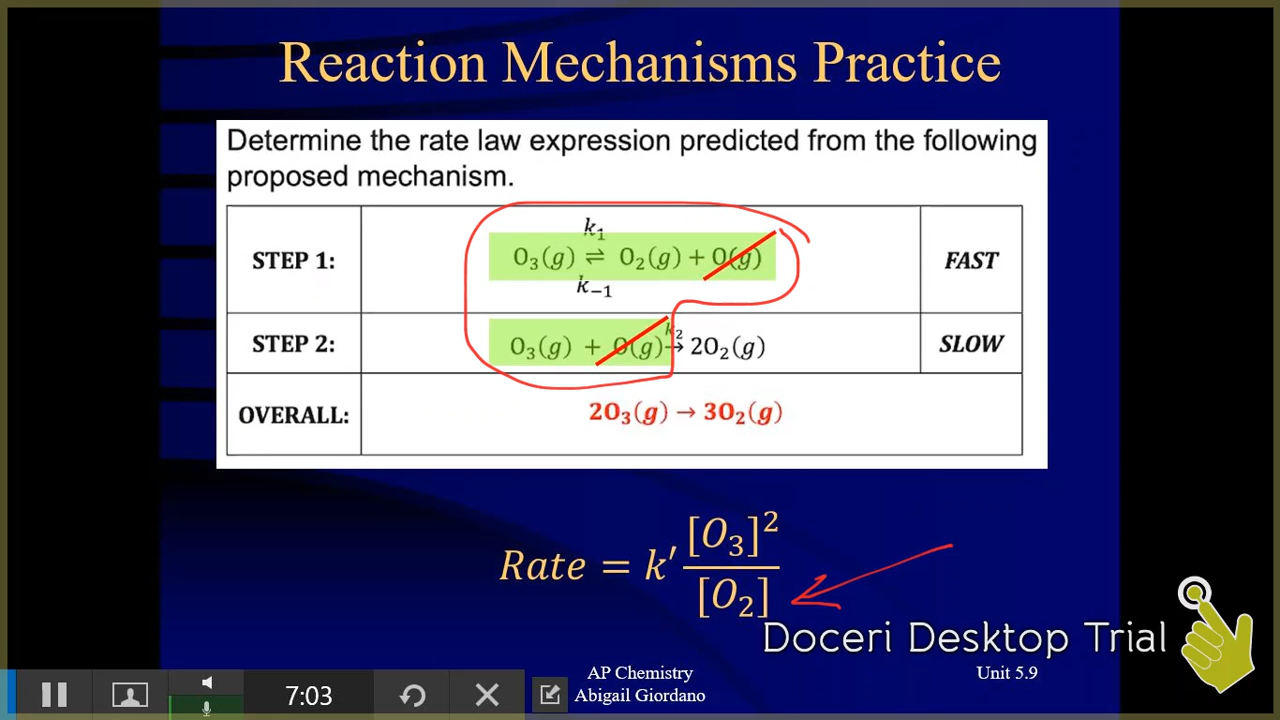 Reaction Mechanisms Practice
Determine the rate law expression predicted from the following
proposed mechanism.
k₁
STEP 1: O₃(g) ⇌ O₂(g) + O(g) FAST
k₋₁
k₂
STEP 2: O₃(g) + O(g) → 2O₂(g) SLOW
OVERALL: 2O₃(g) → 3O₂(g)
Rate = k′ [O₃]² / [O₂]
Doceri Desktop Trial
7:03
AP Chemistry
Abigail Giordano
Unit 5.9